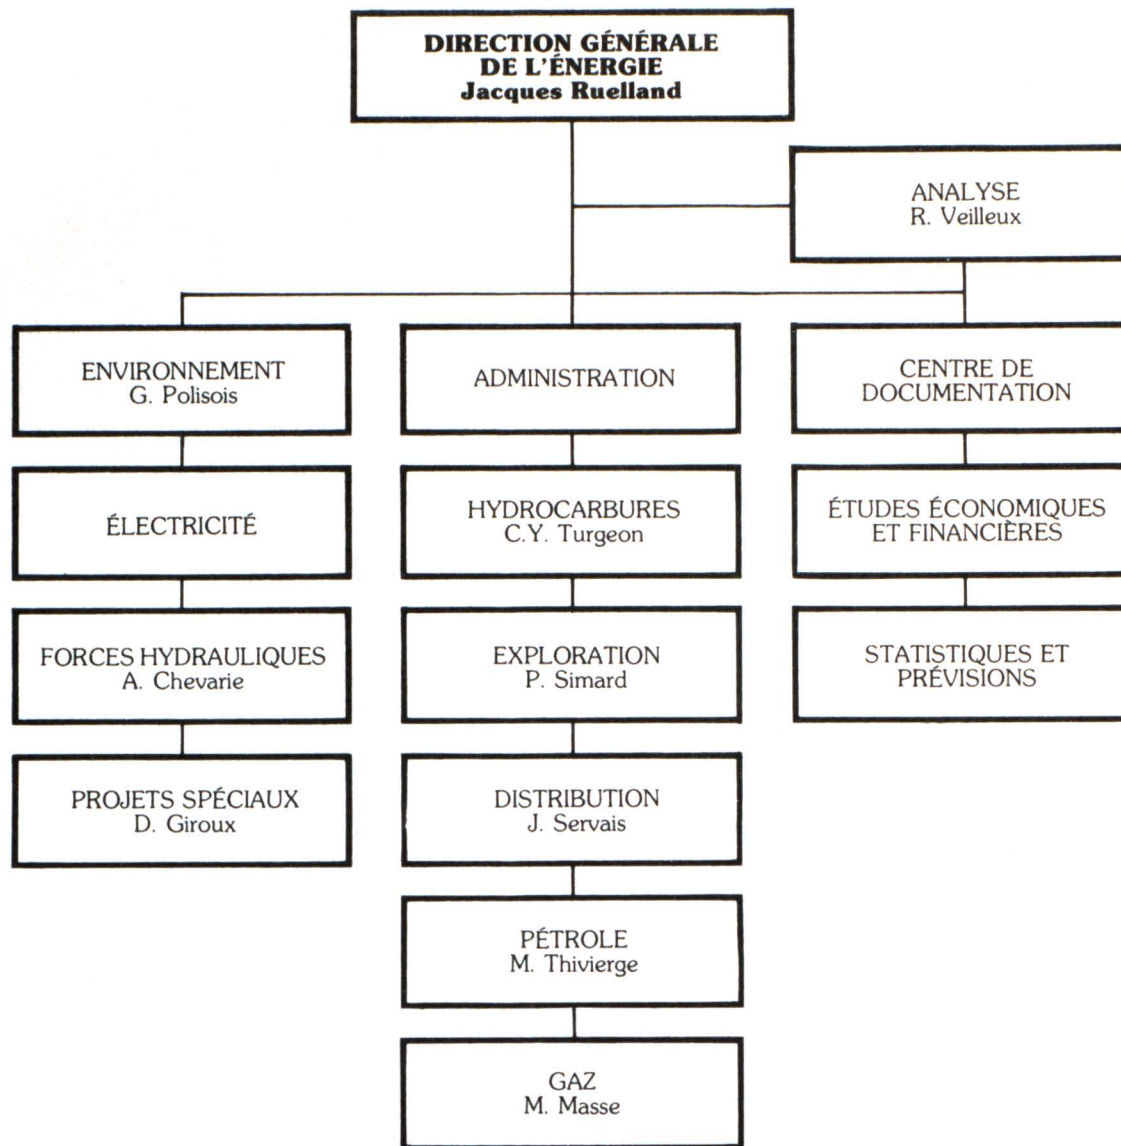 DIRECTION GÉNÉRALE
DE L'ÉNERGIE
Jacques Ruelland
ANALYSE
R. Veilleux
ENVIRONNEMENT
G. Polisois
ADMINISTRATION
CENTRE DE
DOCUMENTATION
ÉLECTRICITÉ
HYDROCARBURES
C.Y. Turgeon
ÉTUDES ÉCONOMIQUES
ET FINANCIÈRES
FORCES HYDRAULIQUES
A. Chevarie
EXPLORATION
P. Simard
STATISTIQUES ET
PRÉVISIONS
PROJETS SPÉCIAUX
D. Giroux
DISTRIBUTION
J. Servais
PÉTROLE
M. Thivierge
GAZ
M. Masse